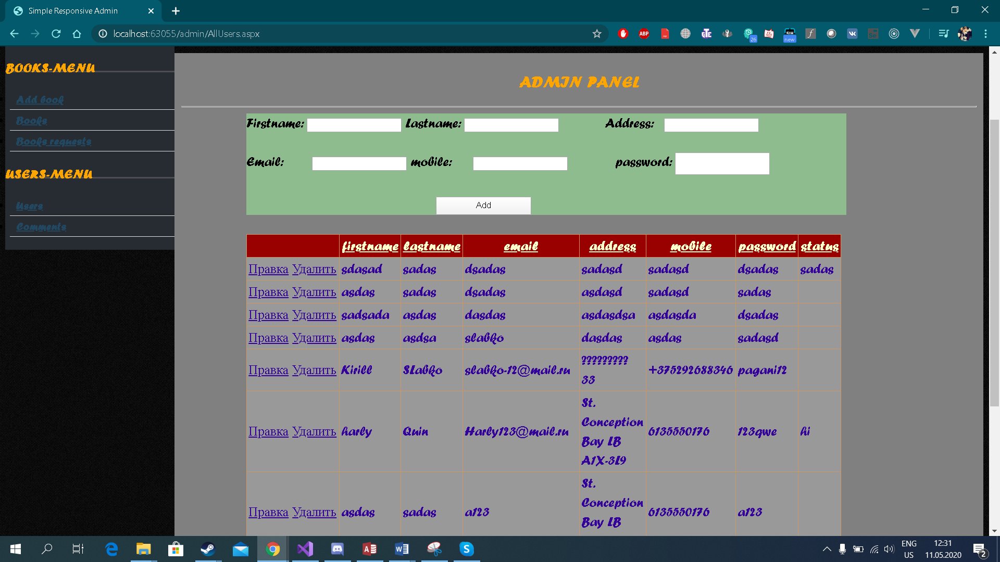 Simple Responsive Admin
localhost:63055/admin/AllUsers.aspx
ABP
26
new
BOOKS-MENU
Add book
Books
Books requests
USERS-MENU
Users
Comments
ADMIN PANEL
Firstname: Lastname: Address:
Email: mobile: password:
Add
firstname lastname email address mobile password status
Правка Удалить sdasad sadas dsadas sadasd sadasd dsadas sadas
Правка Удалить asdas sadas dsadas asdasd sadasd sadas
Правка Удалить sadsada asdas dasdas asdasdsa asdasda dsadas
Правка Удалить asdas asdsa slabko dasdas asdas sadasd
Правка Удалить Kirill SLabko slabko-12@mail.ru ????????? 33 +375292688346 pagani12
Правка Удалить harly Quin Harly123@mail.ru St. Conception Bay LB A1X-3L9 6135550176 123qwe hi
Правка Удалить asdas sadas a123 St. Conception Bay LB 6135550176 a123
ENG
US
12:31
11.05.2020
2